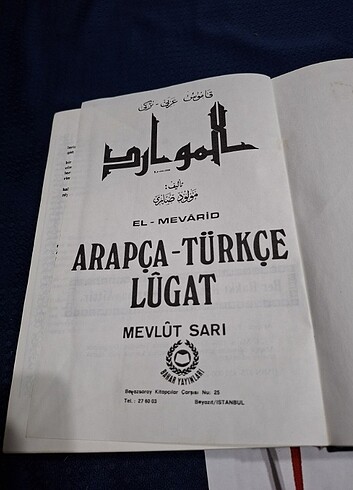 قاموس عربي - تركي
الموارد
تأليف:
مولود صاري
EL - MEVÂRİD
ARAPÇA-TÜRKÇE
LÛGAT
MEVLÛT SARI
BAHAR YAYINLARI
Beyazsaray Kitapçılar Çarşısı No: 25
Tel.: 27 60 03 Beyazıt/İSTANBUL